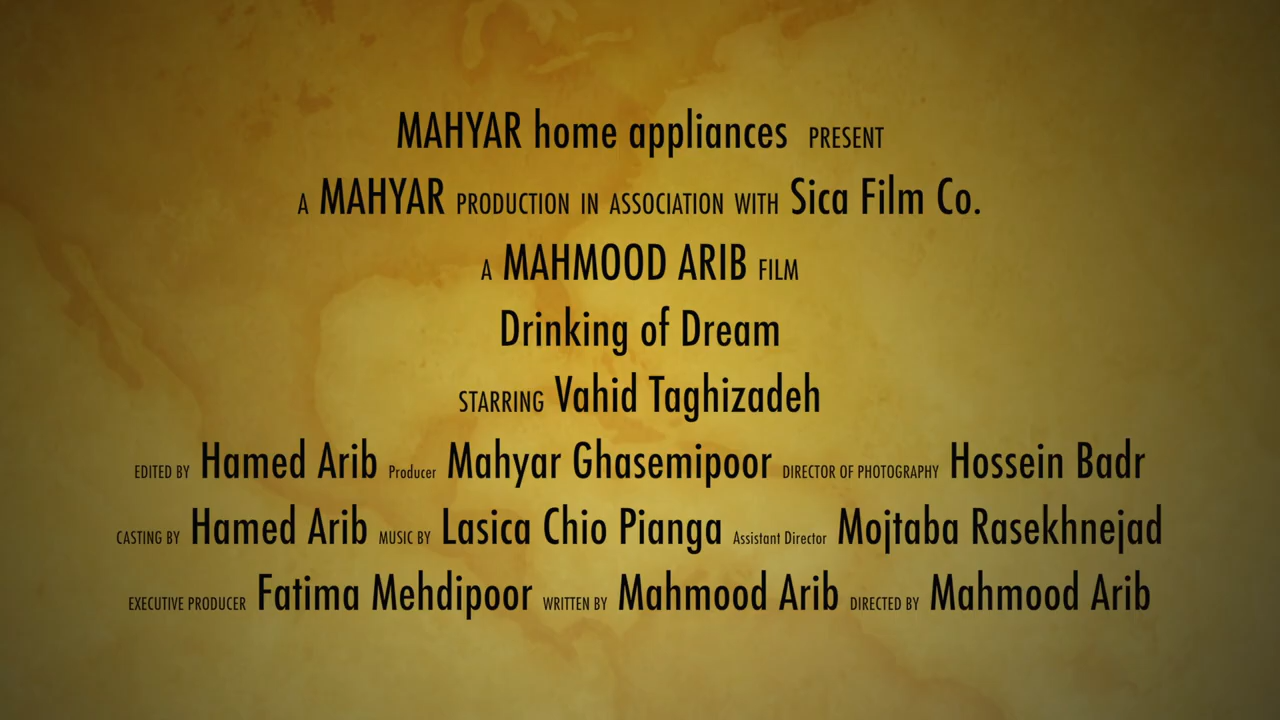 MAHYAR home appliances PRESENT
A MAHYAR PRODUCTION IN ASSOCIATION WITH Sica Film Co.
A MAHMOOD ARIB FILM
Drinking of Dream
STARRING Vahid Taghizadeh
EDITED BY Hamed Arib Producer Mahyar Ghasemipoor DIRECTOR OF PHOTOGRAPHY Hossein Badr
CASTING BY Hamed Arib MUSIC BY Lasica Chio Pianga Assistant Director Mojtaba Rasekhnejad
EXECUTIVE PRODUCER Fatima Mehdipoor WRITTEN BY Mahmood Arib DIRECTED BY Mahmood Arib